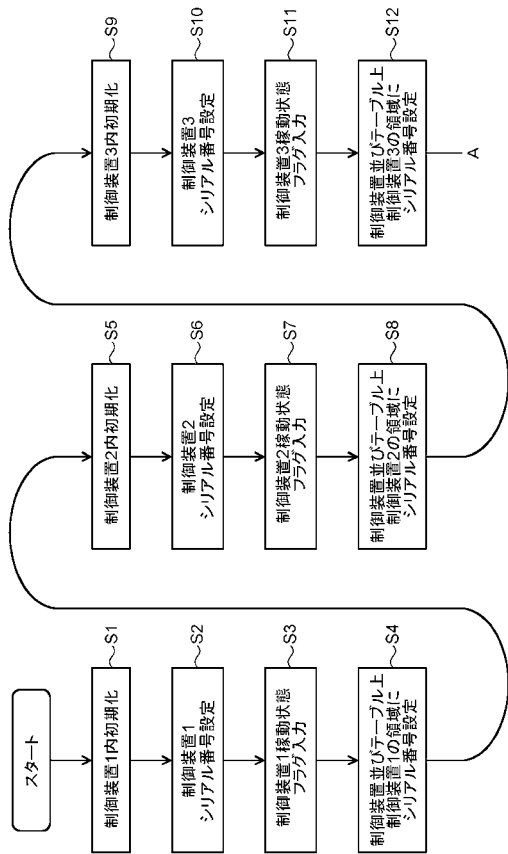 スタート
制御装置1内初期化
S1
制御装置1
シリアル番号設定
S2
制御装置1稼動状態
フラグ入力
S3
制御装置並びテーブル上
制御装置1の領域に
シリアル番号設定
S4
制御装置2内初期化
S5
制御装置2
シリアル番号設定
S6
制御装置2稼動状態
フラグ入力
S7
制御装置並びテーブル上
制御装置2の領域に
シリアル番号設定
S8
制御装置3内初期化
S9
制御装置3
シリアル番号設定
S10
制御装置3稼動状態
フラグ入力
S11
制御装置並びテーブル上
制御装置3の領域に
シリアル番号設定
S12
A